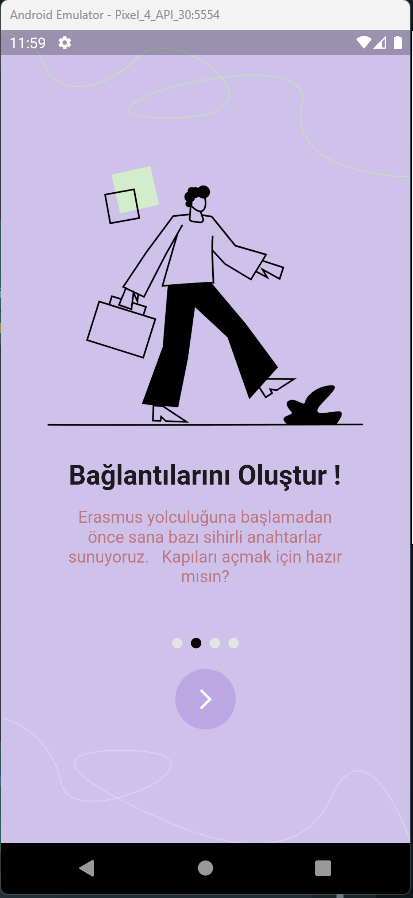 Android Emulator - Pixel_4_API_30:5554
11:59
Bağlantılarını Oluştur !
Erasmus yolculuğuna başlamadan
önce sana bazı sihirli anahtarlar
sunuyoruz.   Kapıları açmak için hazır
mısın?